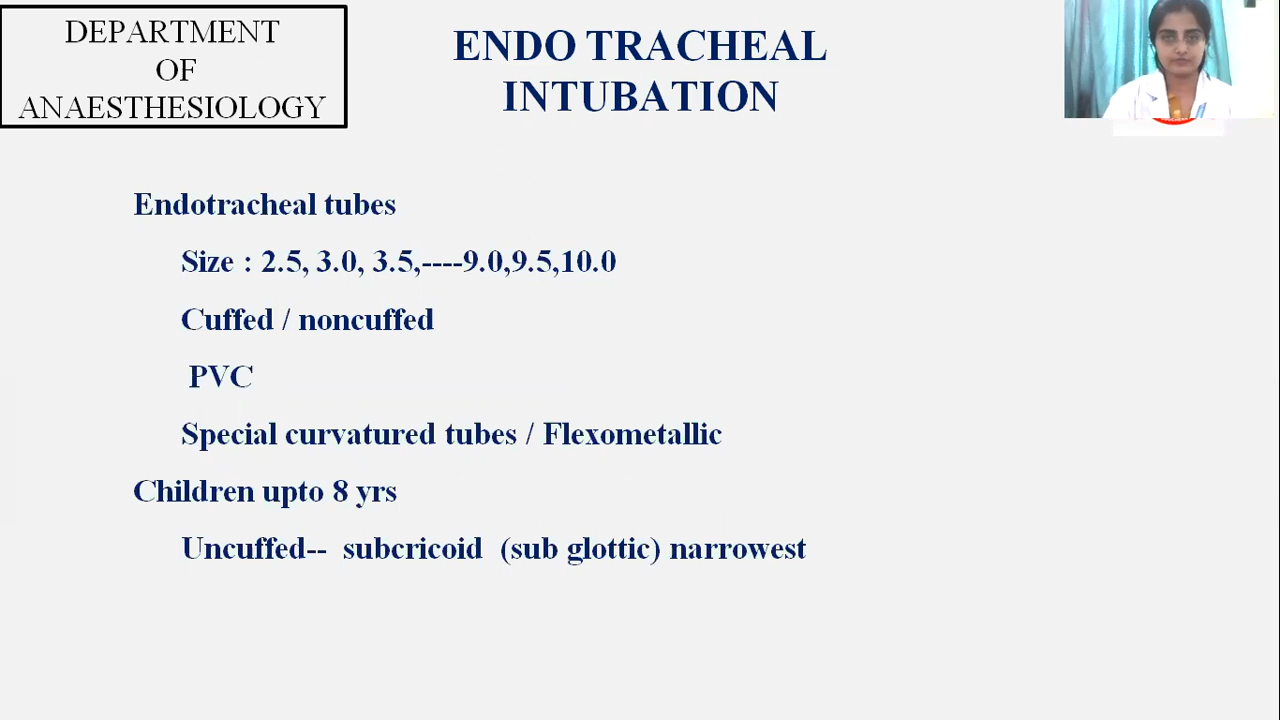 DEPARTMENT
OF
ANAESTHESIOLOGY
ENDO TRACHEAL
INTUBATION
Endotracheal tubes
Size : 2.5, 3.0, 3.5,----9.0,9.5,10.0
Cuffed / noncuffed
PVC
Special curvatured tubes / Flexometallic
Children upto 8 yrs
Uncuffed-- subcricoid (sub glottic) narrowest